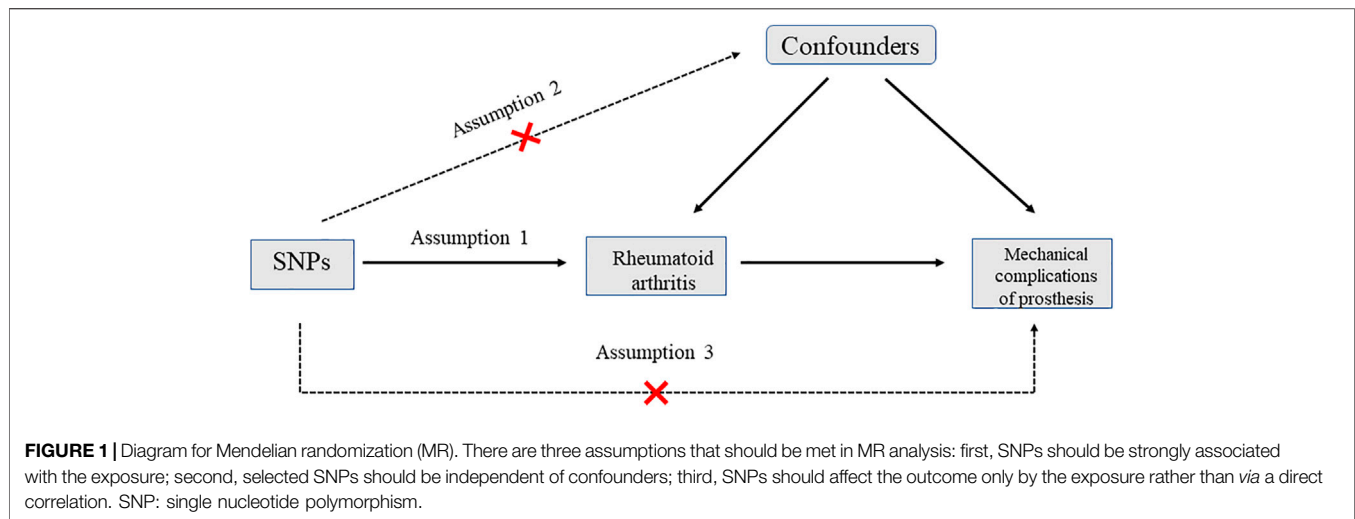 Confounders
Assumption 2
Assumption 1
SNPs
Rheumatoid
arthritis
Mechanical
complications
of prosthesis
Assumption 3
FIGURE 1 | Diagram for Mendelian randomization (MR). There are three assumptions that should be met in MR analysis: first, SNPs should be strongly associated
with the exposure; second, selected SNPs should be independent of confounders; third, SNPs should affect the outcome only by the exposure rather than via a direct
correlation. SNP: single nucleotide polymorphism.